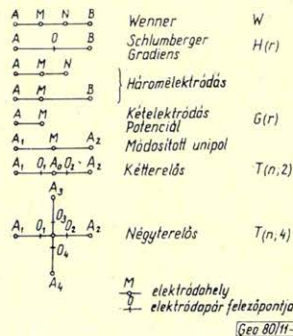 A M N B Wenner W
A O B Schlumberger
Gradiens H(r)
A M N
Háromelektródás
A M B
A M Kételektródás
Potenciál G(r)
A₁ M A₂ Módosított unipol
A₁ O₁ A₀ O₂ A₂ Kétterelős T(n,2)
A₃
O₃
A₁ O₁ O₂ A₂ Négyterelős T(n,4)
O₄
A₄
M elektródahely
O elektródapár felezőpontja
Geo 80/11-